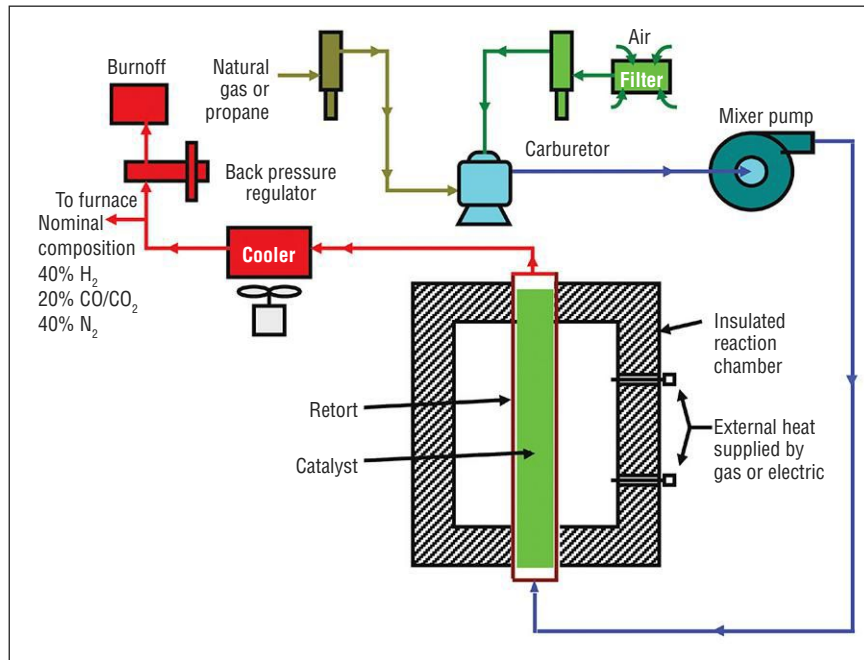 Air
Burnoff
Natural
gas or
propane
Filter
Mixer pump
Carburetor
Back pressure
regulator
To furnace
Nominal
composition
40% H₂
20% CO/CO₂
40% N₂
Cooler
Insulated
reaction
chamber
Retort
Catalyst
External heat
supplied by
gas or electric